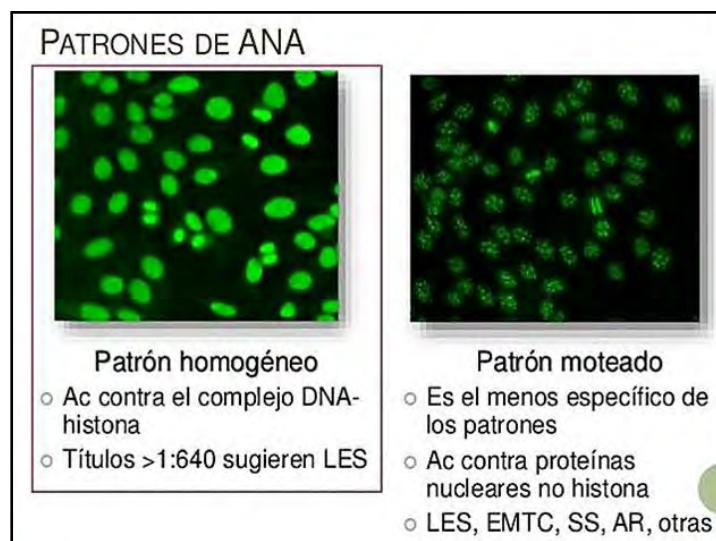 PATRONES DE ANA
Patrón homogéneo
Ac contra el complejo DNA-
histona
Títulos >1:640 sugieren LES
Patrón moteado
Es el menos específico de
los patrones
Ac contra proteínas
nucleares no histona
LES, EMTC, SS, AR, otras